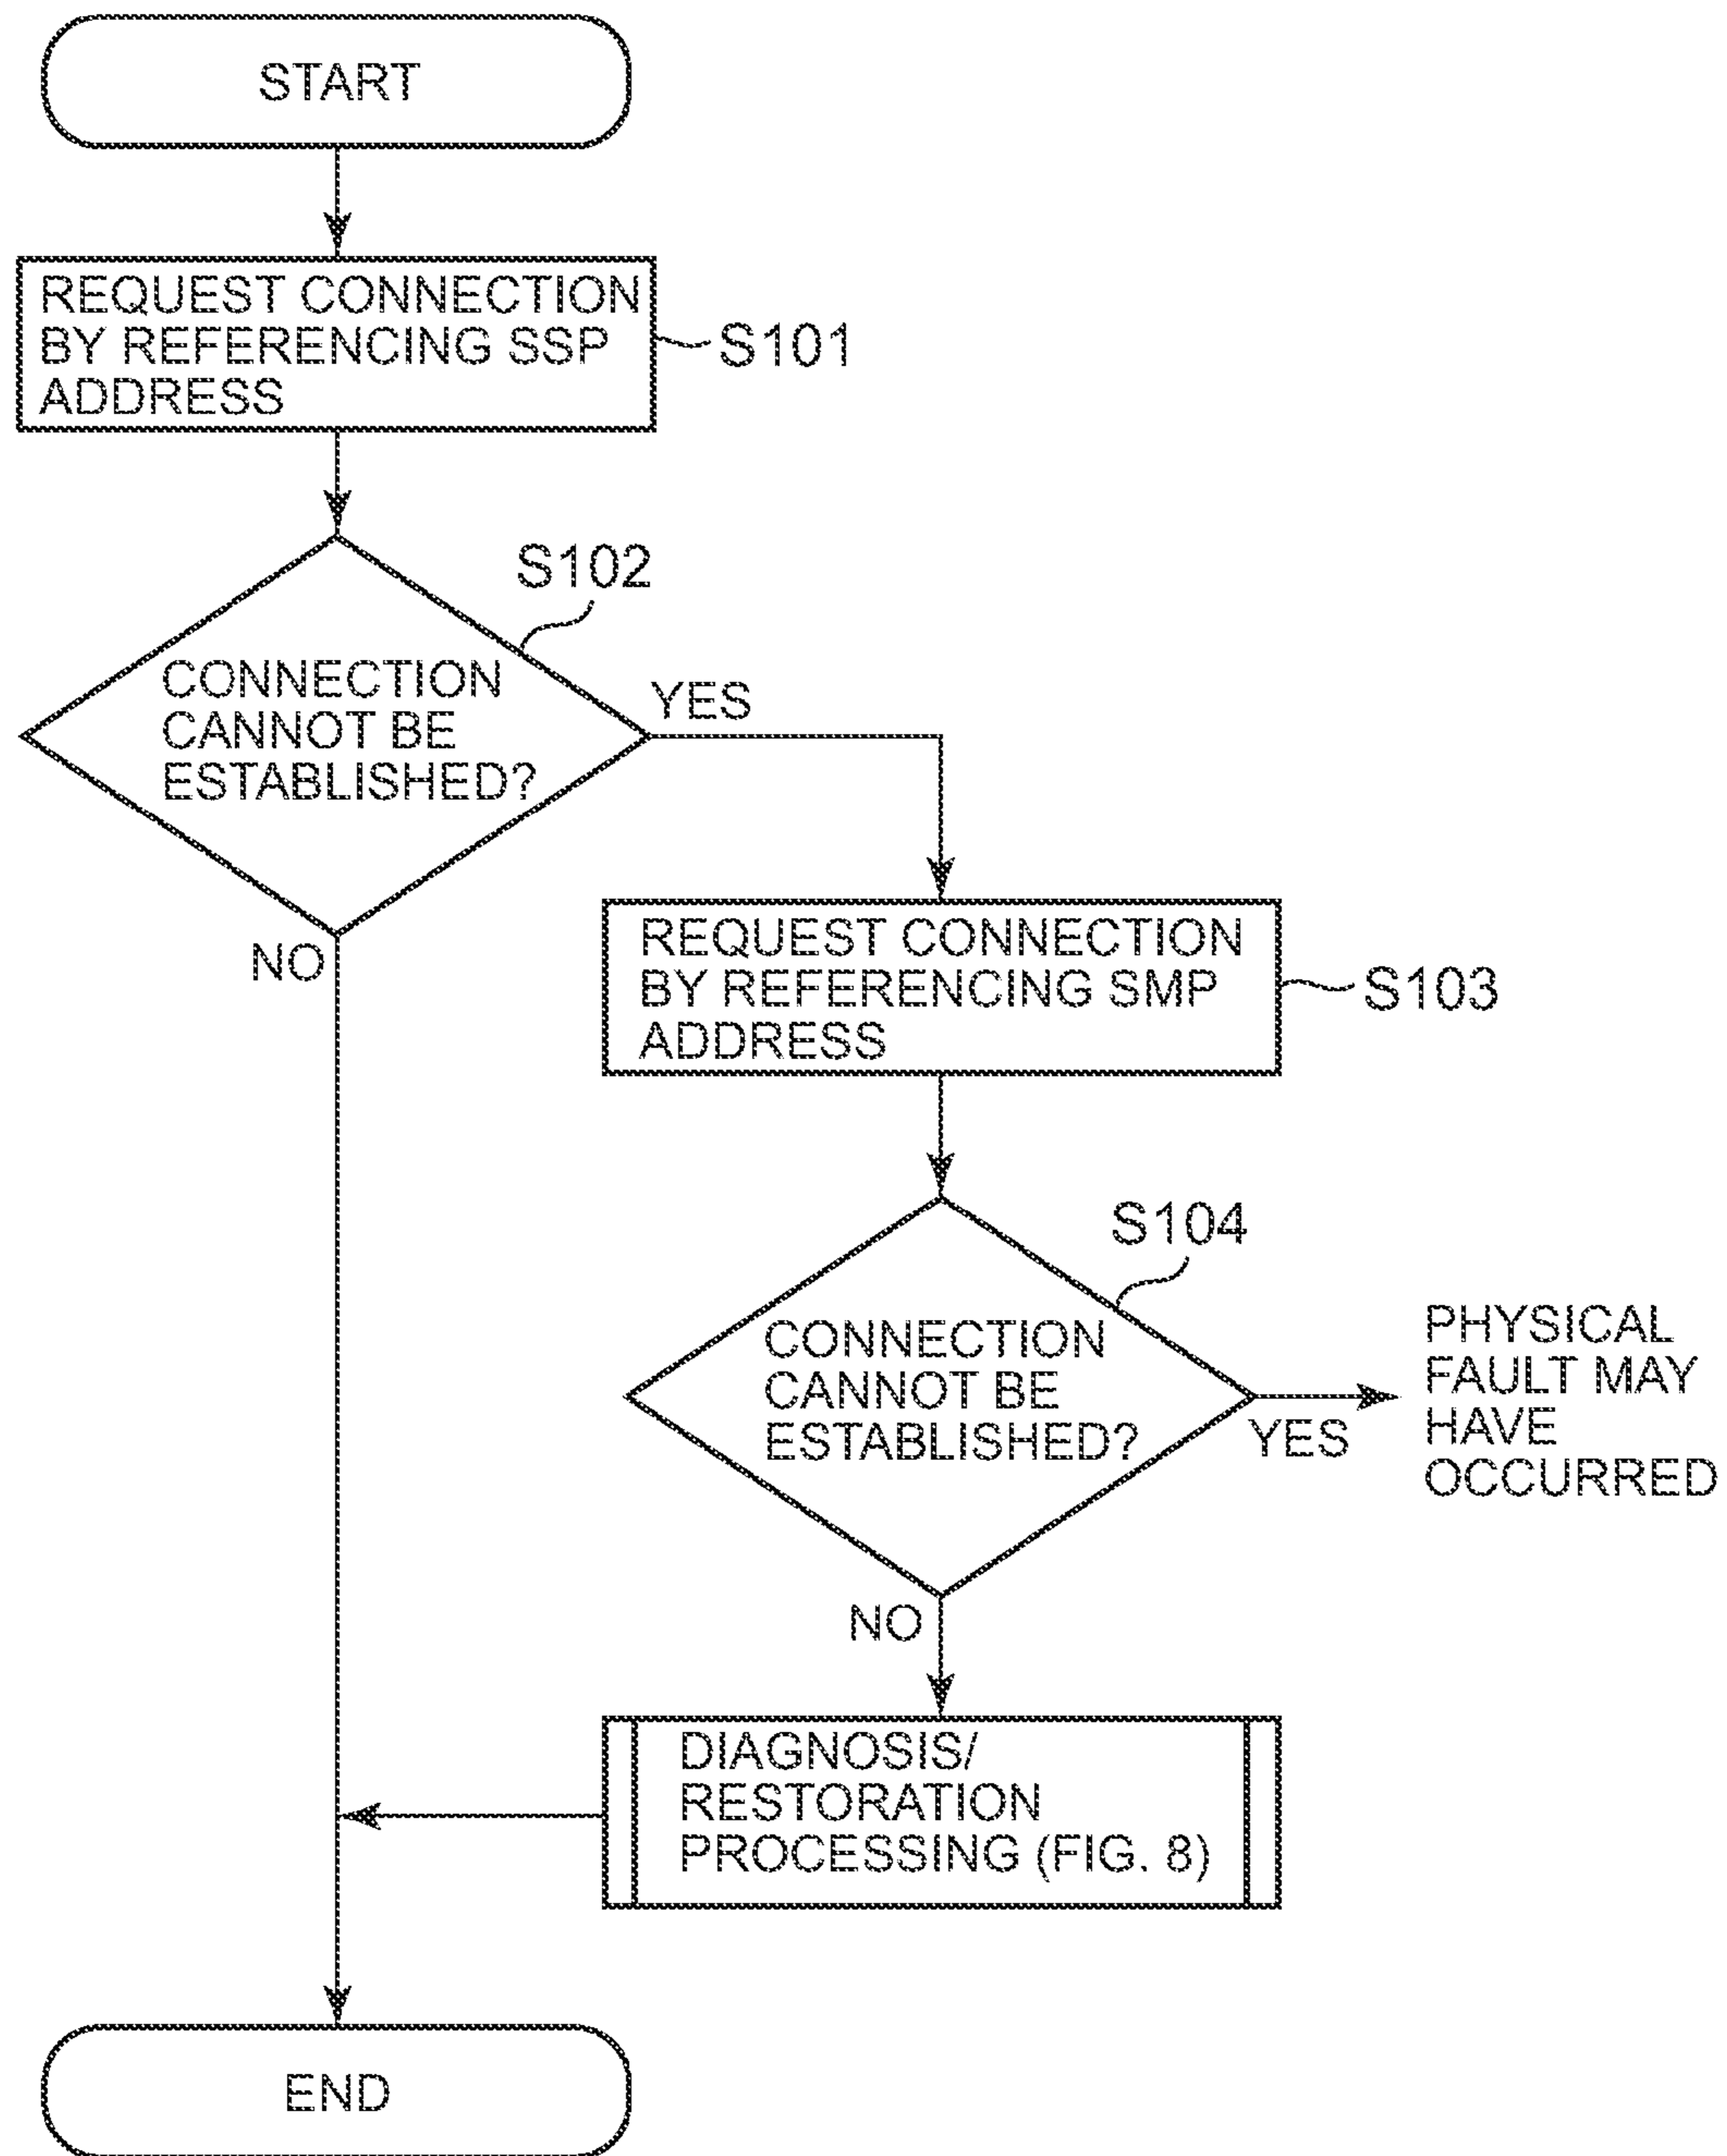 START
REQUEST CONNECTION
BY REFERENCING SSP
ADDRESS
S101
S102
CONNECTION
CANNOT BE
ESTABLISHED?
YES
NO
REQUEST CONNECTION
BY REFERENCING SMP
ADDRESS
S103
S104
CONNECTION
CANNOT BE
ESTABLISHED?
YES
PHYSICAL
FAULT MAY
HAVE
OCCURRED
NO
DIAGNOSIS/
RESTORATION
PROCESSING (FIG. 8)
END